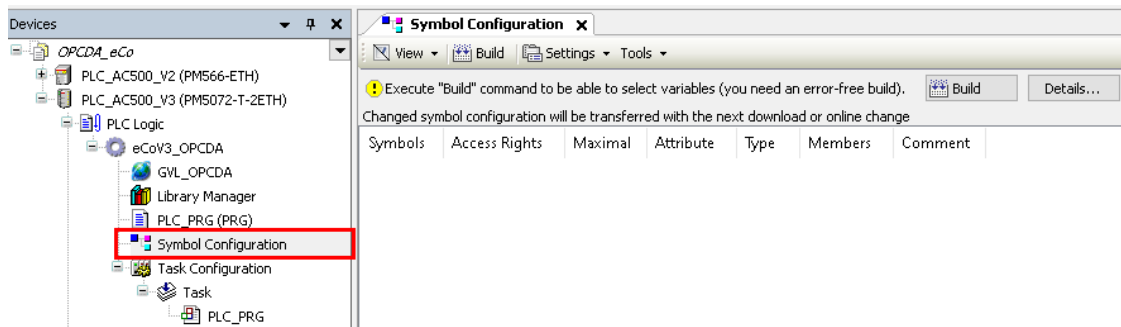 Devices
OPCDA_eCo
PLC_AC500_V2 (PM566-ETH)
PLC_AC500_V3 (PM5072-T-2ETH)
PLC Logic
eCoV3_OPCDA
GVL_OPCDA
Library Manager
PLC_PRG (PRG)
Symbol Configuration
Task Configuration
Task
PLC_PRG
Symbol Configuration
View Build Settings Tools
Execute "Build" command to be able to select variables (you need an error-free build). Build Details...
Changed symbol configuration will be transferred with the next download or online change
Symbols Access Rights Maximal Attribute Type Members Comment